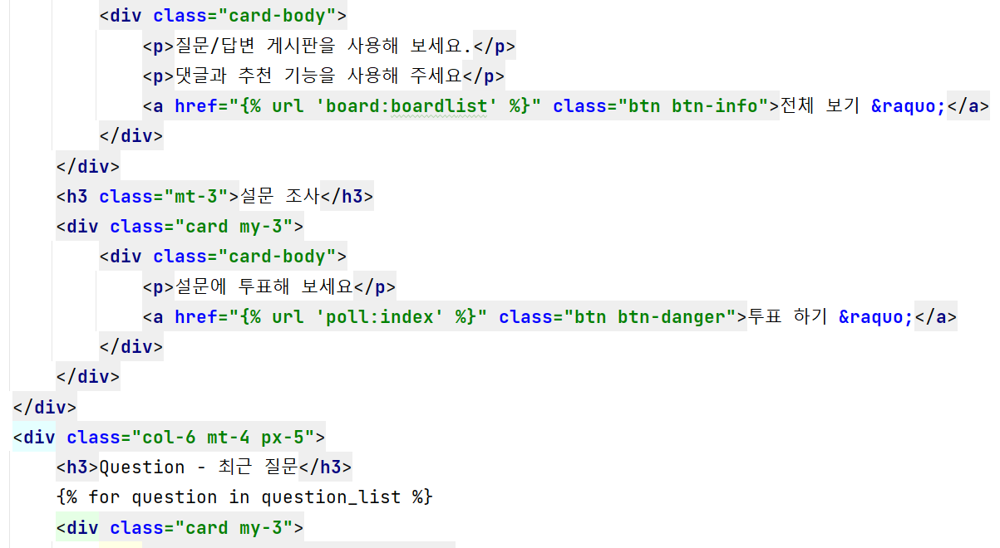 <div class="card-body">
<p>질문/답변 게시판을 사용해 보세요.</p>
<p>댓글과 추천 기능을 사용해 주세요</p>
<a href="{% url 'board:boardlist' %}" class="btn btn-info">전체 보기 &raquo;</a>
</div>
</div>
<h3 class="mt-3">설문 조사</h3>
<div class="card my-3">
<div class="card-body">
<p>설문에 투표해 보세요</p>
<a href="{% url 'poll:index' %}" class="btn btn-danger">투표 하기 &raquo;</a>
</div>
</div>
</div>
<div class="col-6 mt-4 px-5">
<h3>Question - 최근 질문</h3>
{% for question in question_list %}
<div class="card my-3">